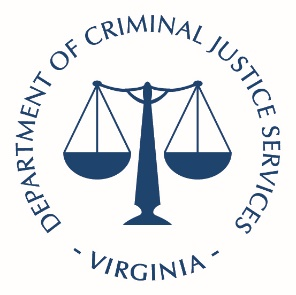 DEPARTMENT OF CRIMINAL JUSTICE SERVICES
- VIRGINIA -